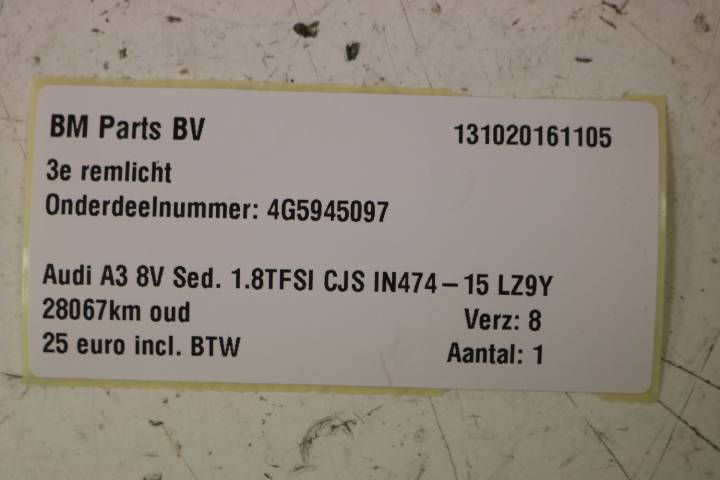 BM Parts BV 131020161105
3e remlicht
Onderdeelnummer: 4G5945097
Audi A3 8V Sed. 1.8TFSI CJS IN474-15 LZ9Y
28067km oud Verz: 8
25 euro incl. BTW Aantal: 1